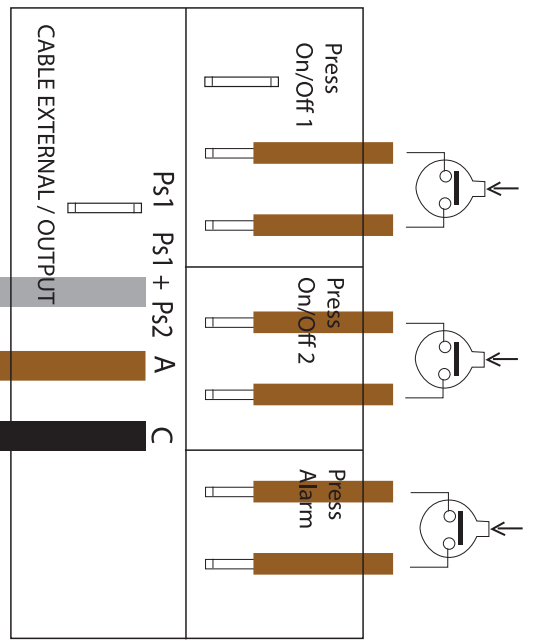 Press
On/Off 1
Press
On/Off 2
Press
Alarm
Ps1
Ps1 + Ps2
A
C
CABLE EXTERNAL / OUTPUT